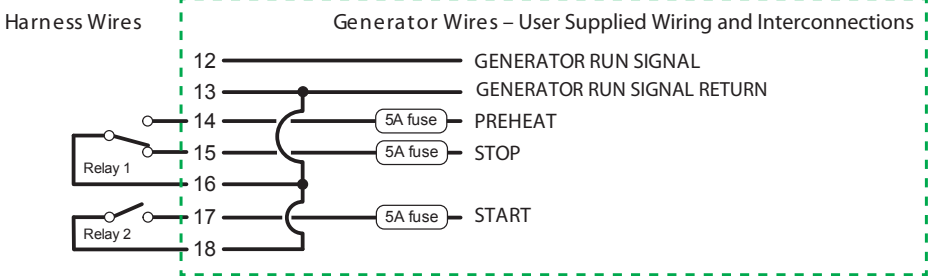 Harness Wires Generator Wires – User Supplied Wiring and Interconnections
12 GENERATOR RUN SIGNAL
13 GENERATOR RUN SIGNAL RETURN
14 5A fuse PREHEAT
15 5A fuse STOP
Relay 1
16
17 5A fuse START
Relay 2
18